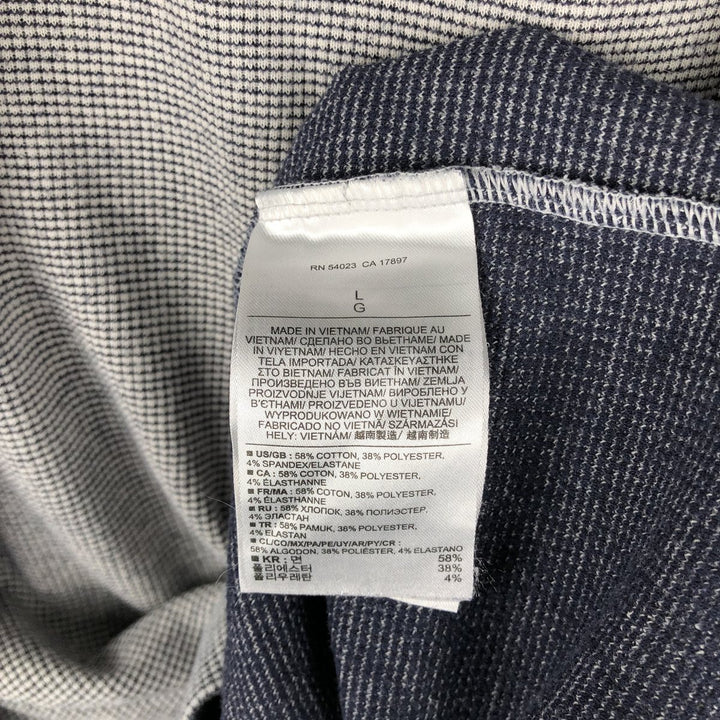 RN 54023 CA 17897
L
G
MADE IN VIETNAM/ FABRIQUE AU
VIETNAM/ СДЕЛАНО ВО ВЬЕТНАМЕ/ MADE
IN VIYETNAM/ HECHO EN VIETNAM CON
TELA IMPORTADA/ ΚΑΤΑΣΚΕΥΑΣΤΗΚΕ
ΣΤΟ ΒΙΕΤΝΑΜ/ FABRICAT ÎN VIETNAM/
ПРОИЗВЕДЕНО ВЪВ ВИЕТНАМ/ ZEMLJA
PROIZVODNJE VIJETNAM/ ВИРОБЛЕНО У
В'ЄТНАМІ/ PROIZVEDENO U VIJETNAMU/
WYPRODUKOWANO W WIETNAMIE/
FABRICADO NO VIETNÃ/ SZÁRMAZÁSI
HELY: VIETNÁM/ 越南製造/ 越南制造
■ US/GB : 58% COTTON, 38% POLYESTER,
4% SPANDEX/ELASTANE
■ CA : 58% COTON, 38% POLYESTER,
4% ÉLASTHANNE
■ FR/MA : 58% COTON, 38% POLYESTER,
4% ÉLASTHANNE
■ RU : 58% ХЛОПОК, 38% ПОЛИЭСТЕР,
4% ЭЛАСТАН
■ TR : 58% PAMUK, 38% POLYESTER,
4% ELASTAN
■ CL/CO/MX/PA/PE/UY/AR/PY/CR :
58% ALGODON, 38% POLIÉSTER, 4% ELASTANO
■ KR : 면 58%
폴리에스터 38%
폴리우레탄 4%